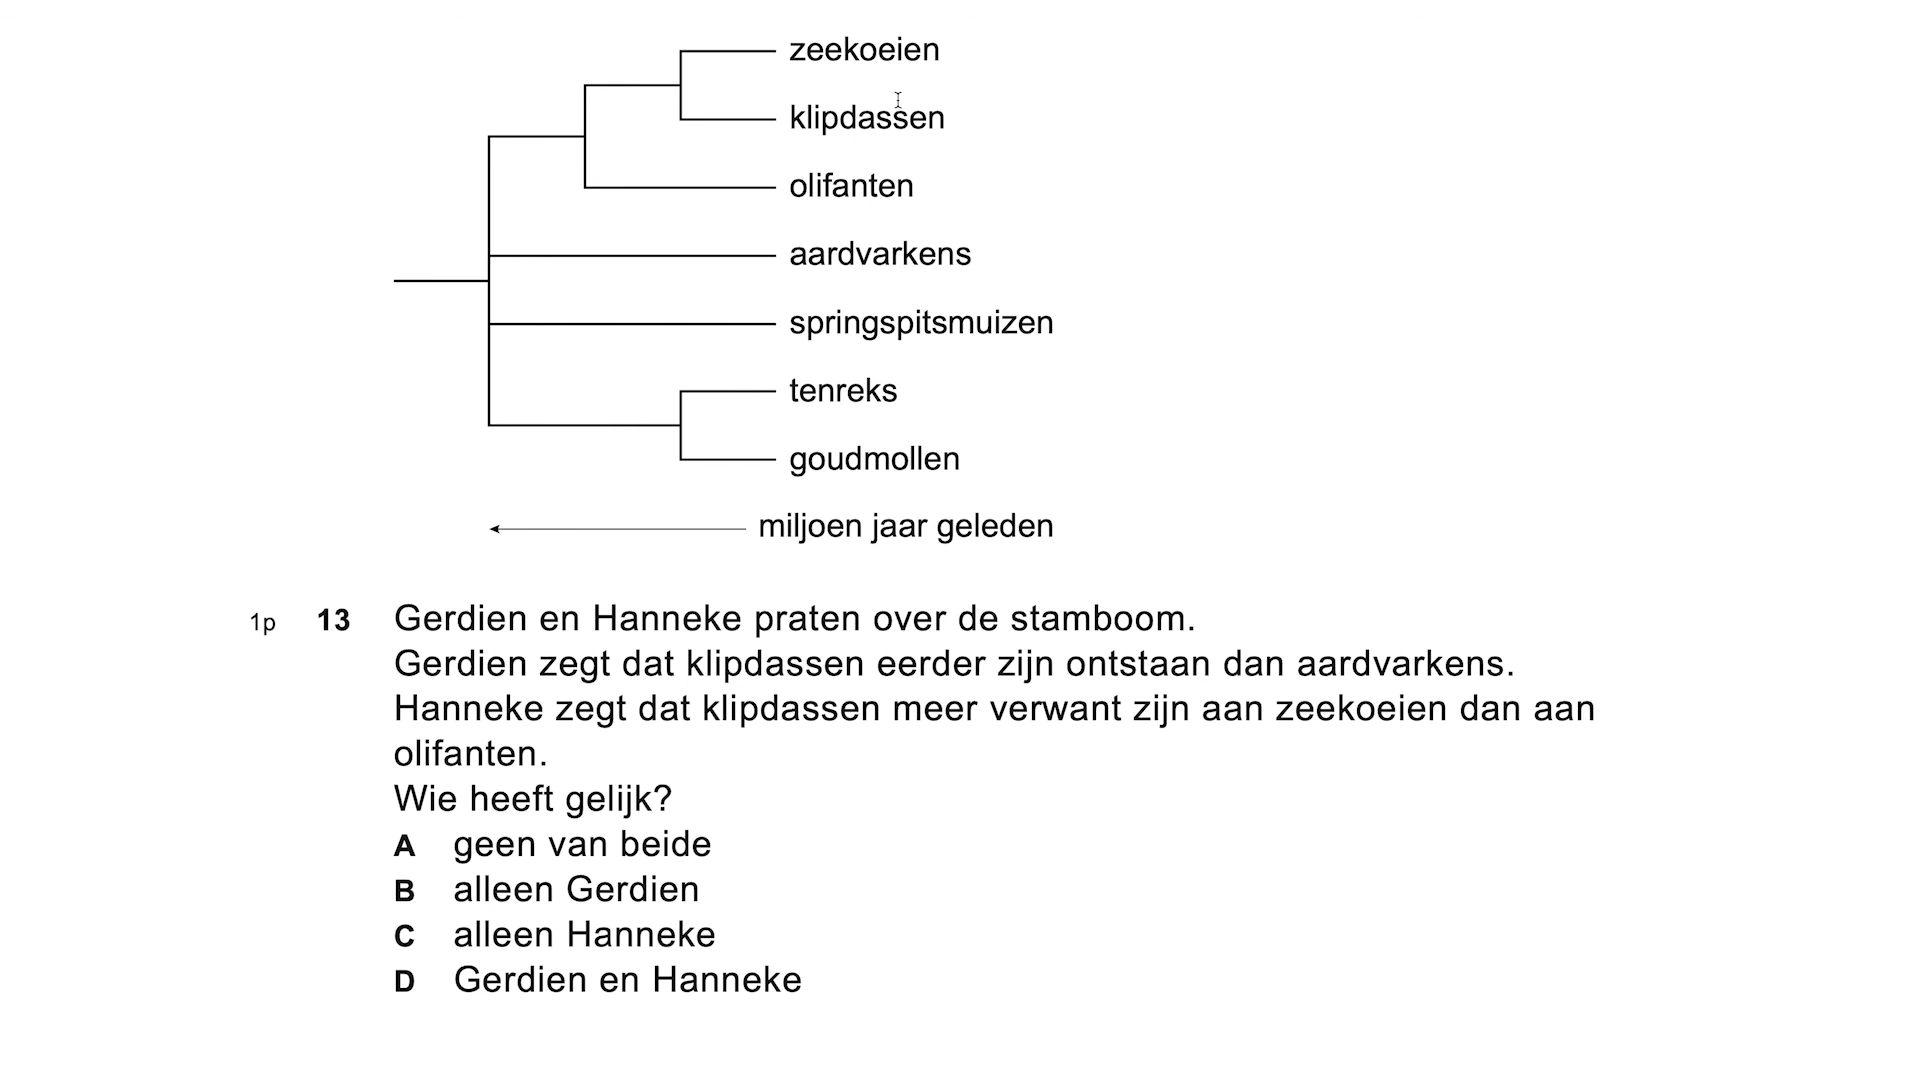 zeekoeien
klipdassen
olifanten
aardvarkens
springspitsmuizen
tenreks
goudmollen
miljoen jaar geleden
1p 13 Gerdien en Hanneke praten over de stamboom.
Gerdien zegt dat klipdassen eerder zijn ontstaan dan aardvarkens.
Hanneke zegt dat klipdassen meer verwant zijn aan zeekoeien dan aan
olifanten.
Wie heeft gelijk?
A geen van beide
B alleen Gerdien
C alleen Hanneke
D Gerdien en Hanneke